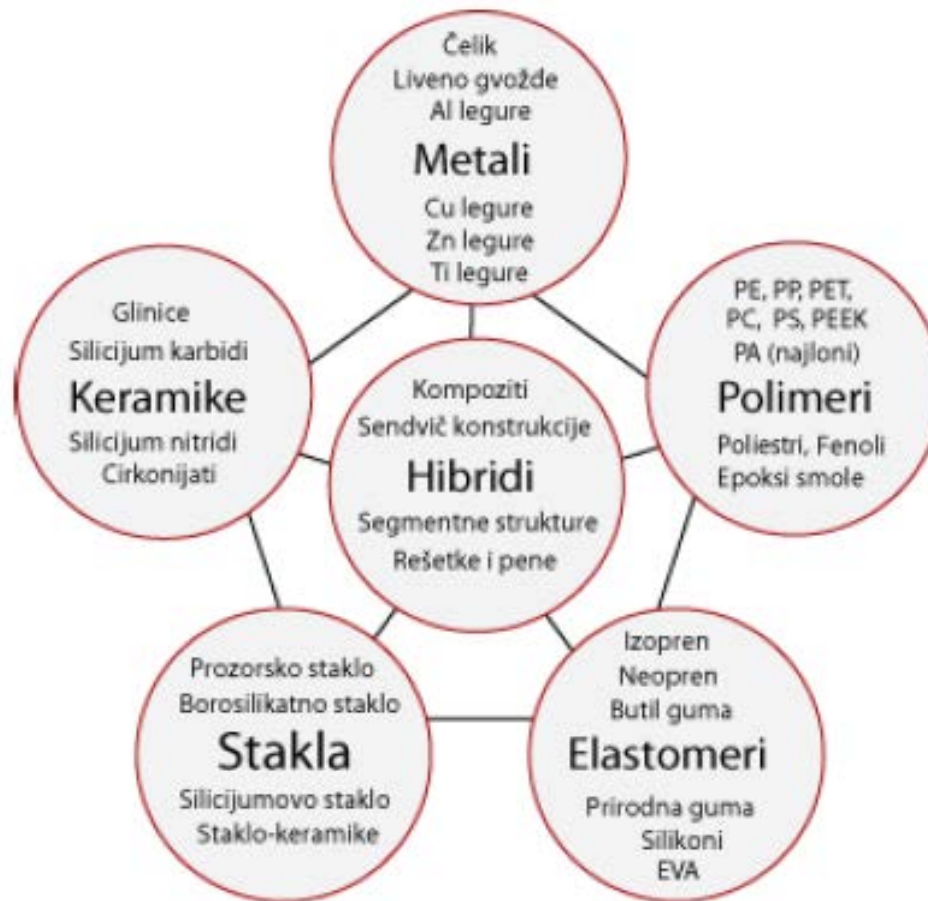 Čelik
Liveno gvožde
Al legure
Metali
Cu legure
Zn legure
Ti legure
Glinice
Silicijum karbidi
Keramike
Silicijum nitridi
Cirkonijati
PE, PP, PET,
PC, PS, PEEK
PA (najloni)
Polimeri
Poliestri, Fenoli
Epoksi smole
Kompoziti
Sendvič konstrukcije
Hibridi
Segmentne strukture
Rešetke i pene
Prozorsko staklo
Borosilikatno staklo
Stakla
Silicijumovo staklo
Staklo-keramike
Izopren
Neopren
Butil guma
Elastomeri
Prirodna guma
Silikoni
EVA